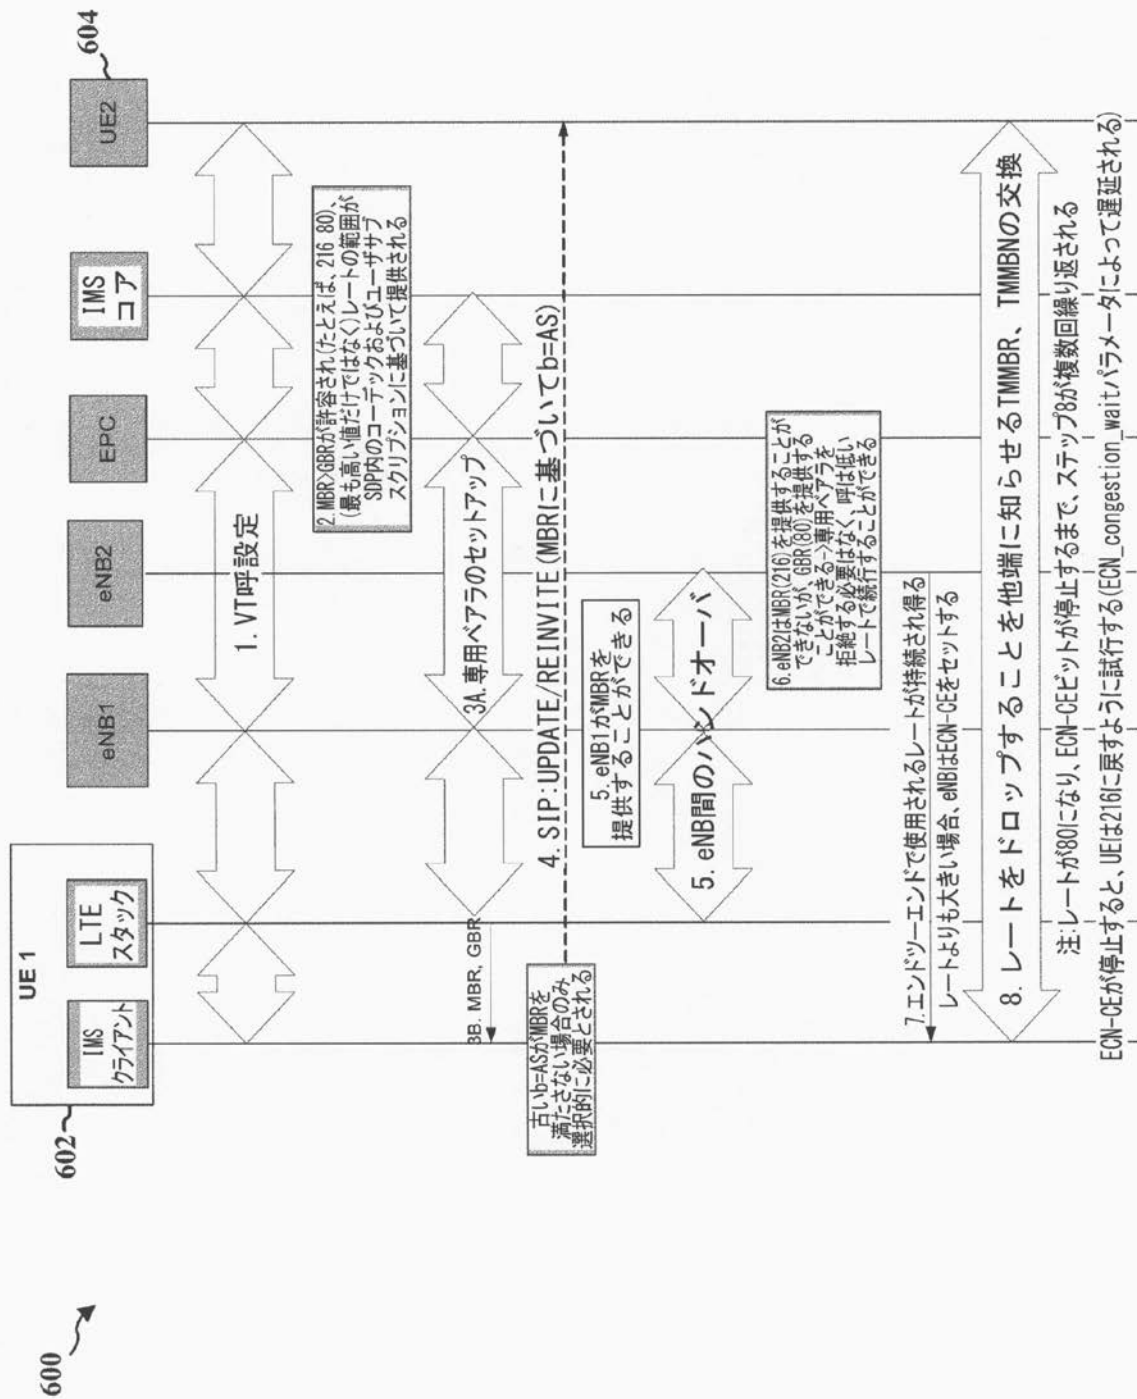 600
602
UE 1
IMS
クライアント
LTE
スタック
eNB1
eNB2
EPC
IMS
コア
UE2
604
1. VT呼設定
2. MBR>GBRが許容され(たとえば、216 80)、
(最も高い値だけではなく)レートの範囲が
SDP内のコーデックおよびユーザサブ
スクリプションに基づいて提供される
3A. 専用ベアラのセットアップ
3B. MBR, GBR
4. SIP:UPDATE/REINVITE(MBRに基づいてb=AS)
古いb=ASがMBRを
満たさない場合のみ
選択的に必要とされる
5. eNB1がMBRを
提供することができる
5. eNB間のハンドオーバ
6. eNB2はMBR(216)を提供することが
できないが、GBR(80)を提供する
ことができる->専用ベアラを
拒絶する必要はなく、呼は低い
レートで続行することができる
7. エンドツーエンドで使用されるレートが持続され得る
レートよりも大きい場合、eNBはECN-CEをセットする
8. レートをドロップすることを他端に知らせるTMMBR、TMMBNの交換
注:レートが80になり、ECN-CEビットが停止するまで、ステップ8が複数回繰り返される
ECN-CEが停止すると、UEは216に戻すように試行する(ECN_congestion_waitパラメータによって遅延される)